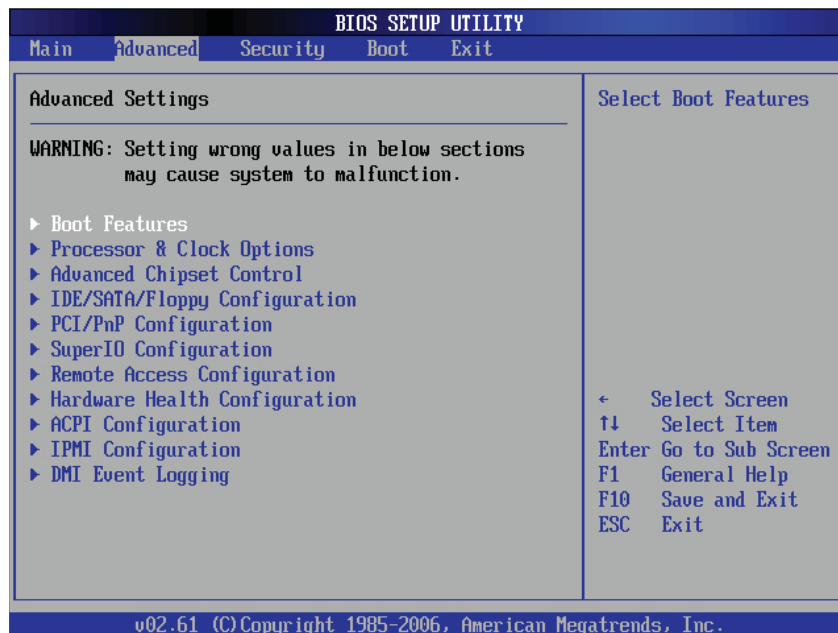 BIOS SETUP UTILITY
Main Advanced Security Boot Exit
Advanced Settings
WARNING: Setting wrong values in below sections
may cause system to malfunction.
▶ Boot Features
▶ Processor & Clock Options
▶ Advanced Chipset Control
▶ IDE/SATA/Floppy Configuration
▶ PCI/PnP Configuration
▶ SuperIO Configuration
▶ Remote Access Configuration
▶ Hardware Health Configuration
▶ ACPI Configuration
▶ IPMI Configuration
▶ DMI Event Logging
Select Boot Features
← Select Screen
↑↓ Select Item
Enter Go to Sub Screen
F1 General Help
F10 Save and Exit
ESC Exit
v02.61 (C)Copyright 1985-2006, American Megatrends, Inc.